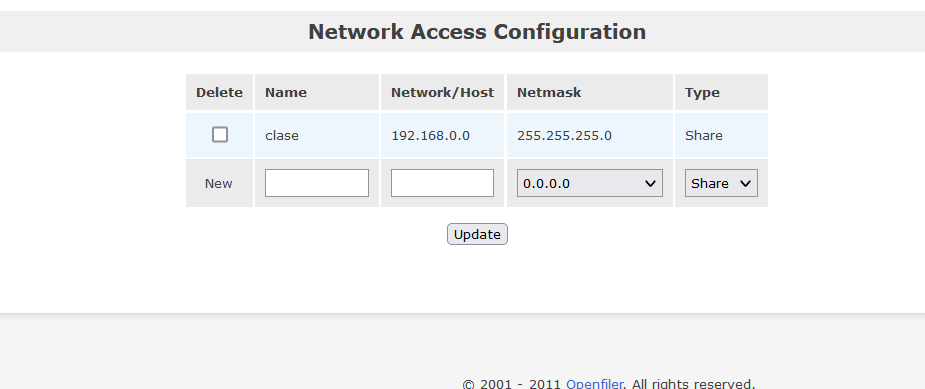 Network Access Configuration
Delete Name Network/Host Netmask Type
clase 192.168.0.0 255.255.255.0 Share
New 0.0.0.0 Share
Update
© 2001 - 2011 Openfiler. All rights reserved.